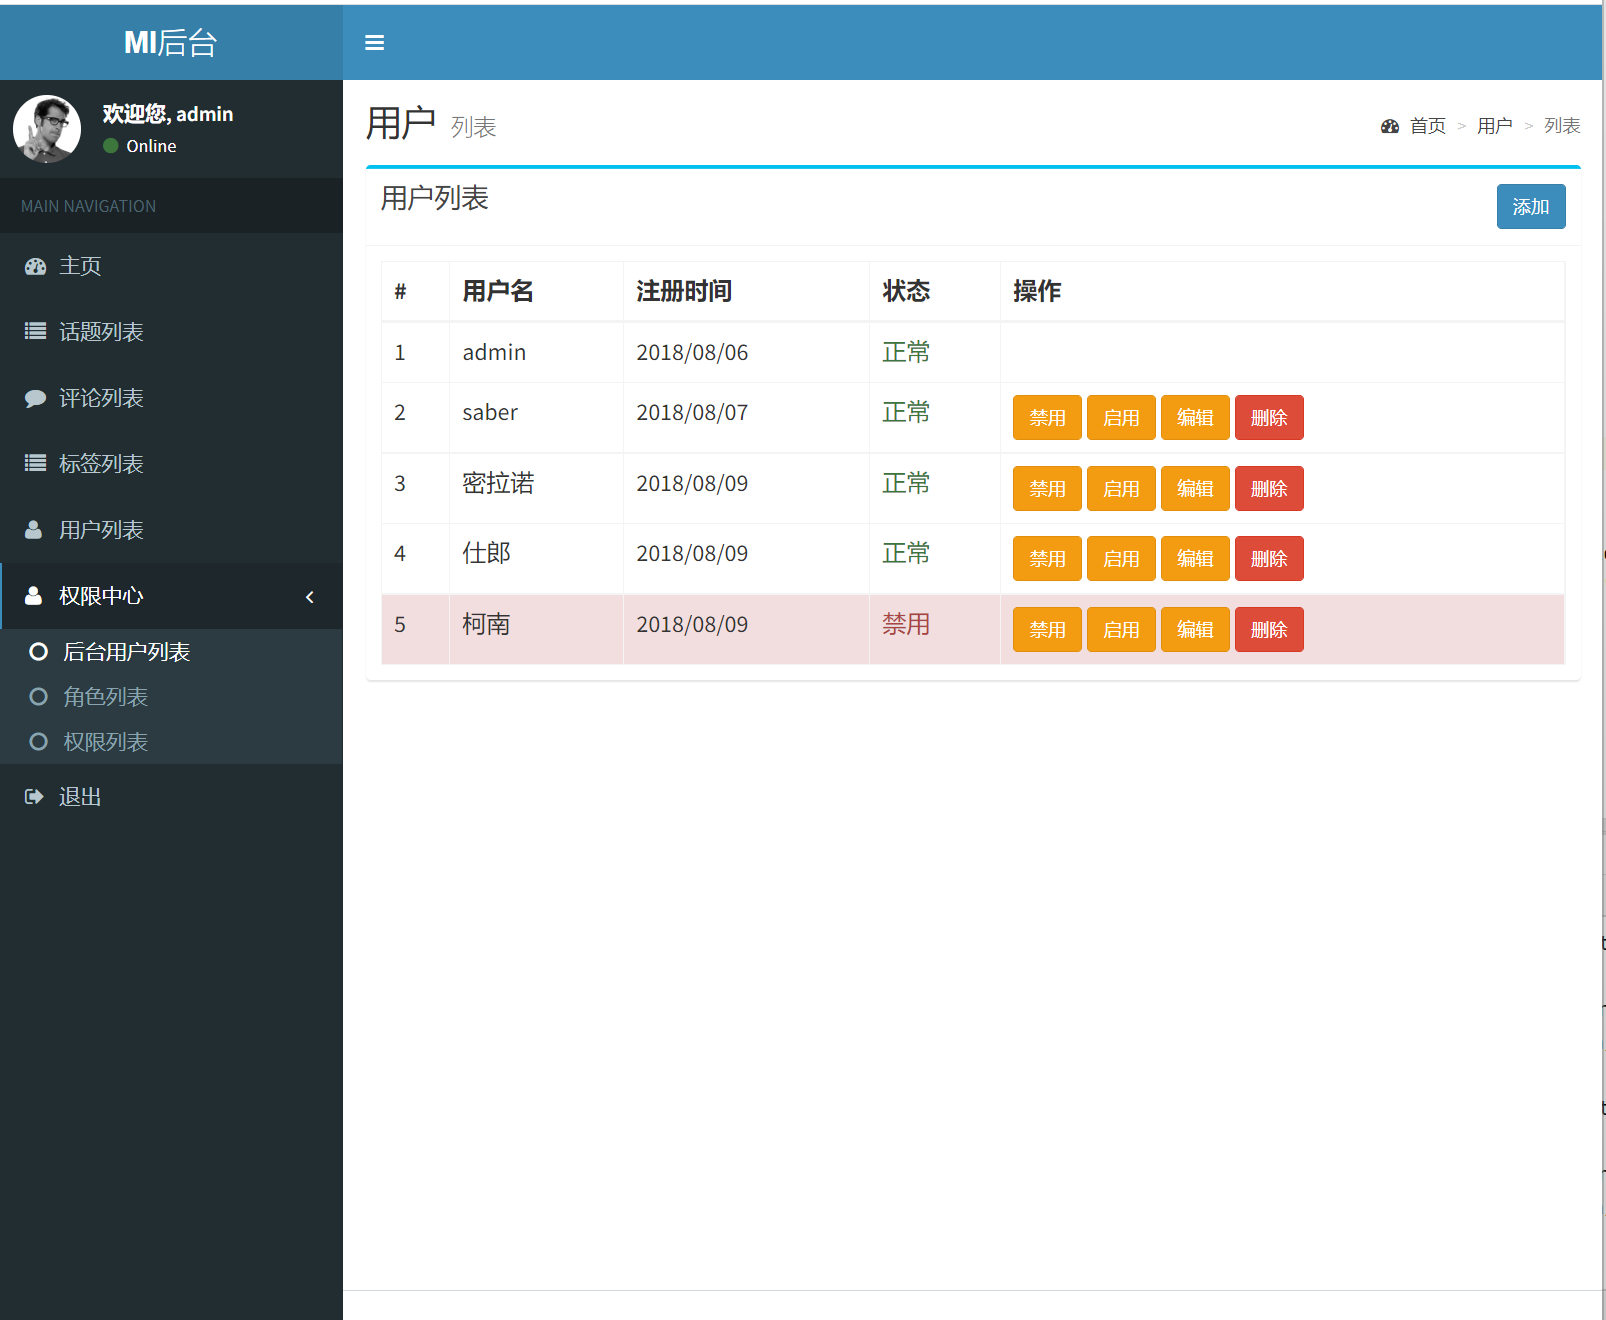 MI后台
欢迎您, admin
Online
MAIN NAVIGATION
主页
话题列表
评论列表
标签列表
用户列表
权限中心
后台用户列表
角色列表
权限列表
退出
用户 列表
首页 > 用户 > 列表
用户列表
添加
# 用户名 注册时间 状态 操作
1 admin 2018/08/06 正常
2 saber 2018/08/07 正常 禁用 启用 编辑 删除
3 密拉诺 2018/08/09 正常 禁用 启用 编辑 删除
4 仕郎 2018/08/09 正常 禁用 启用 编辑 删除
5 柯南 2018/08/09 禁用 禁用 启用 编辑 删除